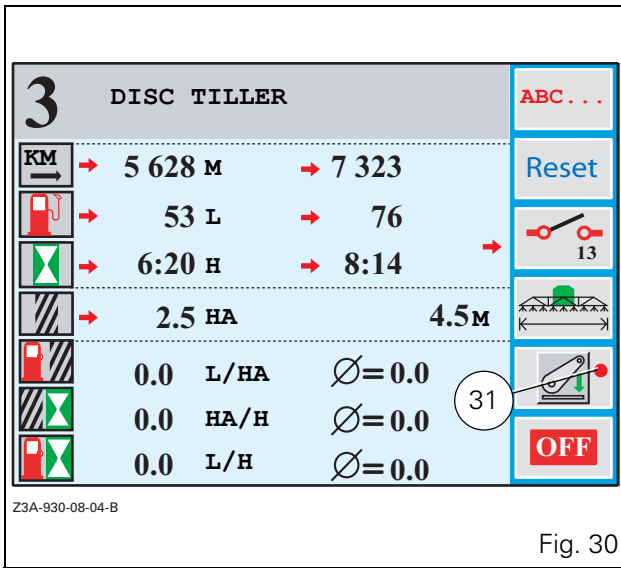 3 DISC TILLER ABC...
KM 5 628 M 7 323 Reset
53 L 76
6:20 H 8:14 13
2.5 HA 4.5M
0.0 L/HA Ø=0.0
31
0.0 HA/H Ø=0.0
0.0 L/H Ø=0.0 OFF
Z3A-930-08-04-B
Fig. 30